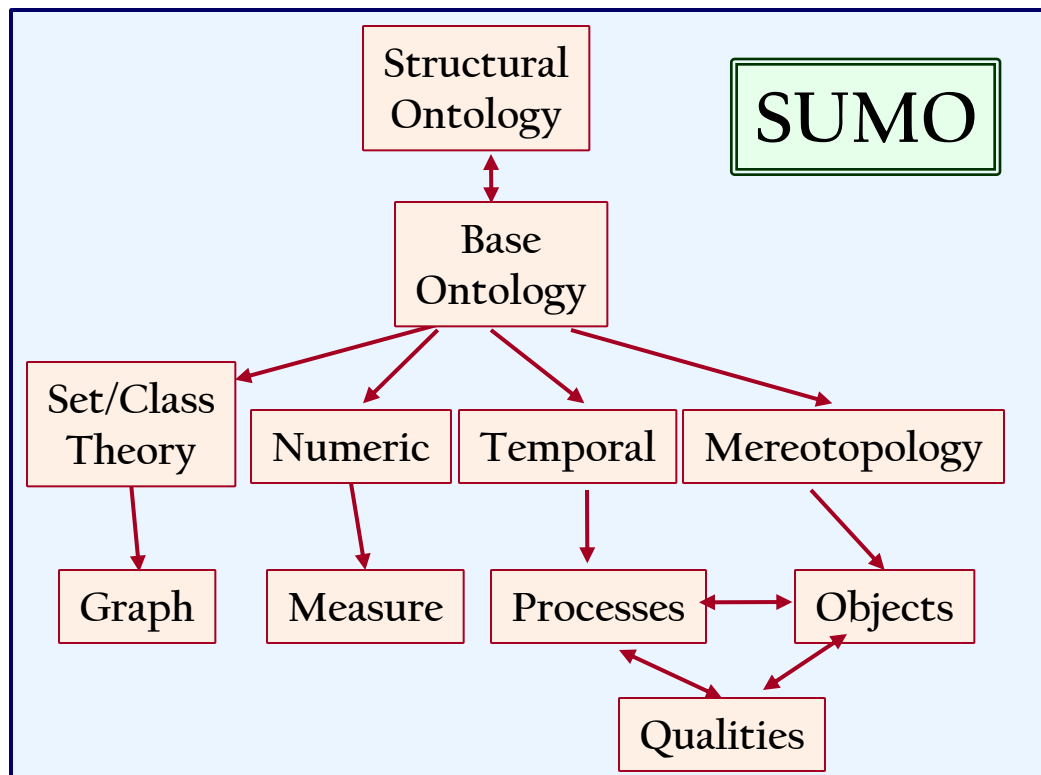 Structural
Ontology
SUMO
Base
Ontology
Set/Class
Theory
Numeric
Temporal
Mereotopology
Graph
Measure
Processes
Objects
Qualities